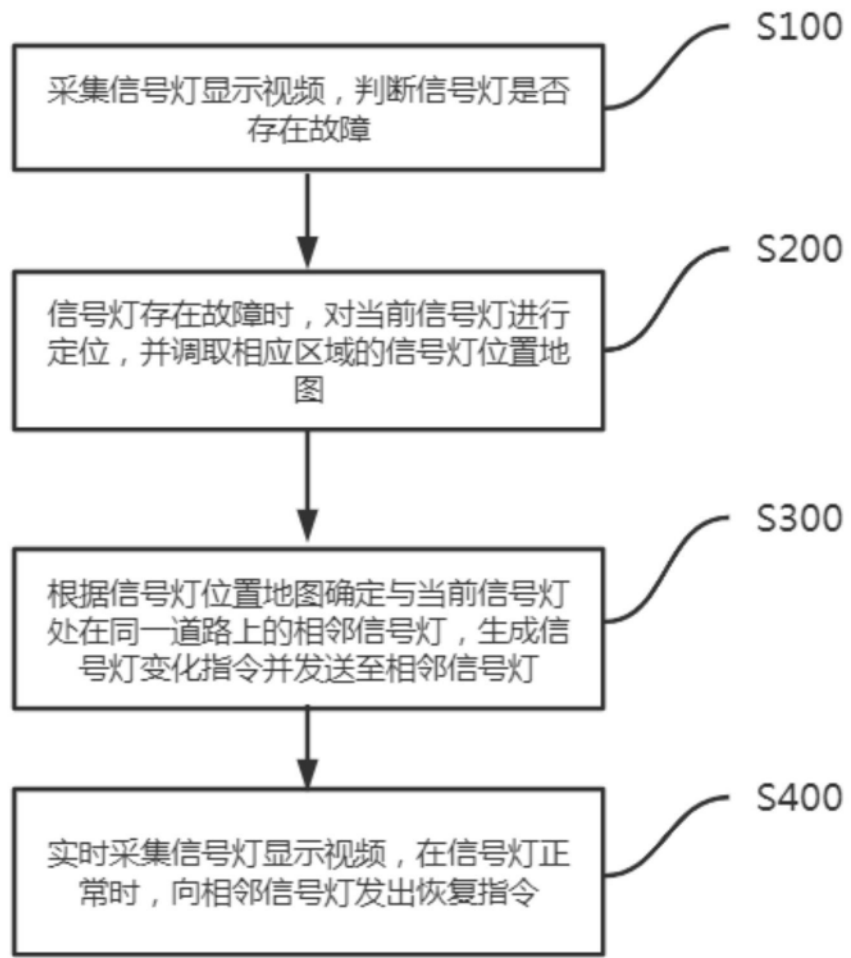 S100
采集信号灯显示视频，判断信号灯是否
存在故障
S200
信号灯存在故障时，对当前信号灯进行
定位，并调取相应区域的信号灯位置地
图
S300
根据信号灯位置地图确定与当前信号灯
处在同一道路上的相邻信号灯，生成信
号灯变化指令并发送至相邻信号灯
S400
实时采集信号灯显示视频，在信号灯正
常时，向相邻信号灯发出恢复指令